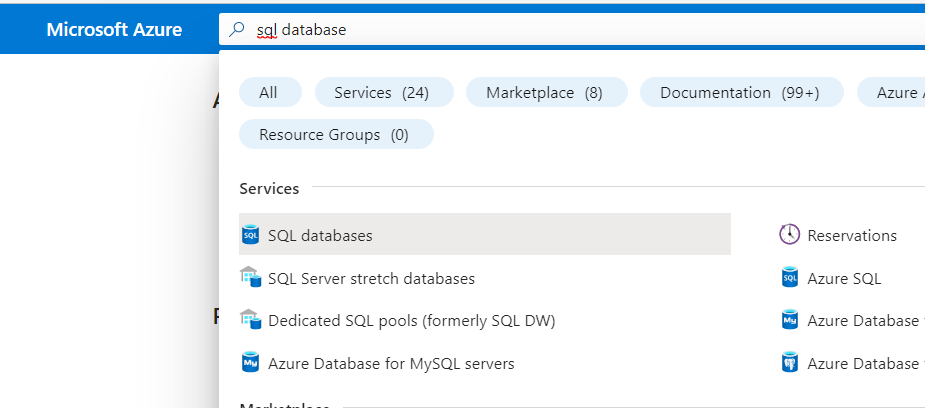 Microsoft Azure
sql database
All Services (24) Marketplace (8) Documentation (99+) Azure
Resource Groups (0)
Services
SQL databases Reservations
SQL Server stretch databases Azure SQL
Dedicated SQL pools (formerly SQL DW) Azure Database
Azure Database for MySQL servers Azure Database
Marketplace